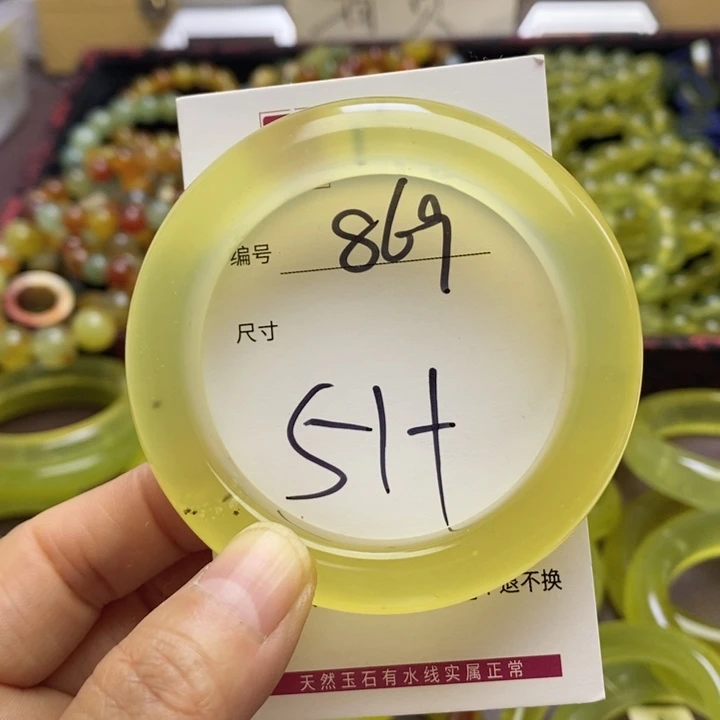 编号 869
尺寸
51+
退不换
天然玉石有水线实属正常